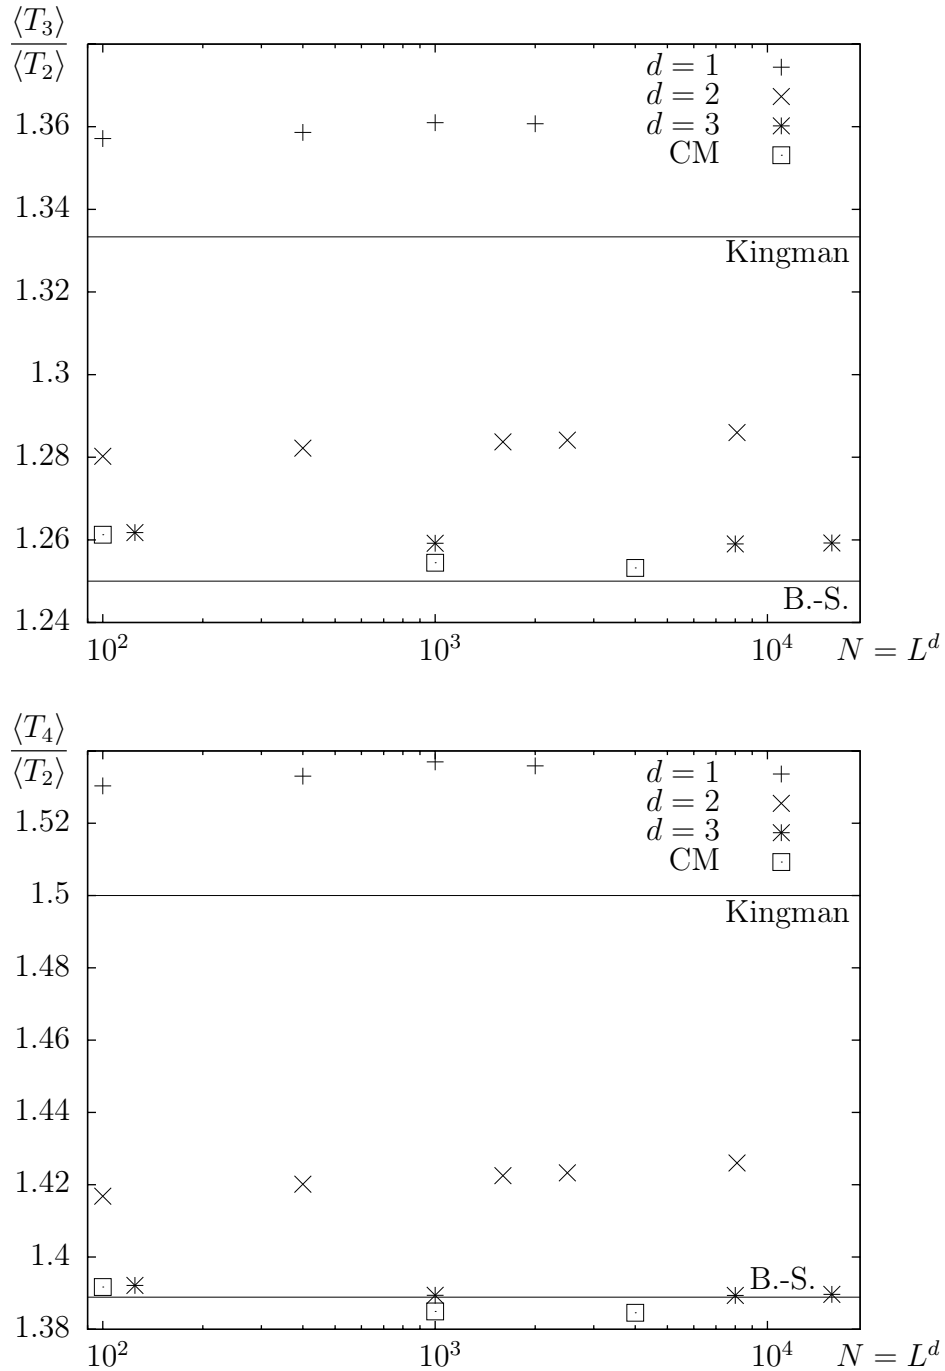 ⟨T₃⟩
⟨T₂⟩
d = 1
d = 2
d = 3
CM
1.36
1.34
1.32
1.3
1.28
1.26
1.24
Kingman
B.-S.
10² 10³ 10⁴ N = Lᵈ
⟨T₄⟩
⟨T₂⟩
d = 1
d = 2
d = 3
CM
1.52
1.5
1.48
1.46
1.44
1.42
1.4
1.38
Kingman
B.-S.
10² 10³ 10⁴ N = Lᵈ